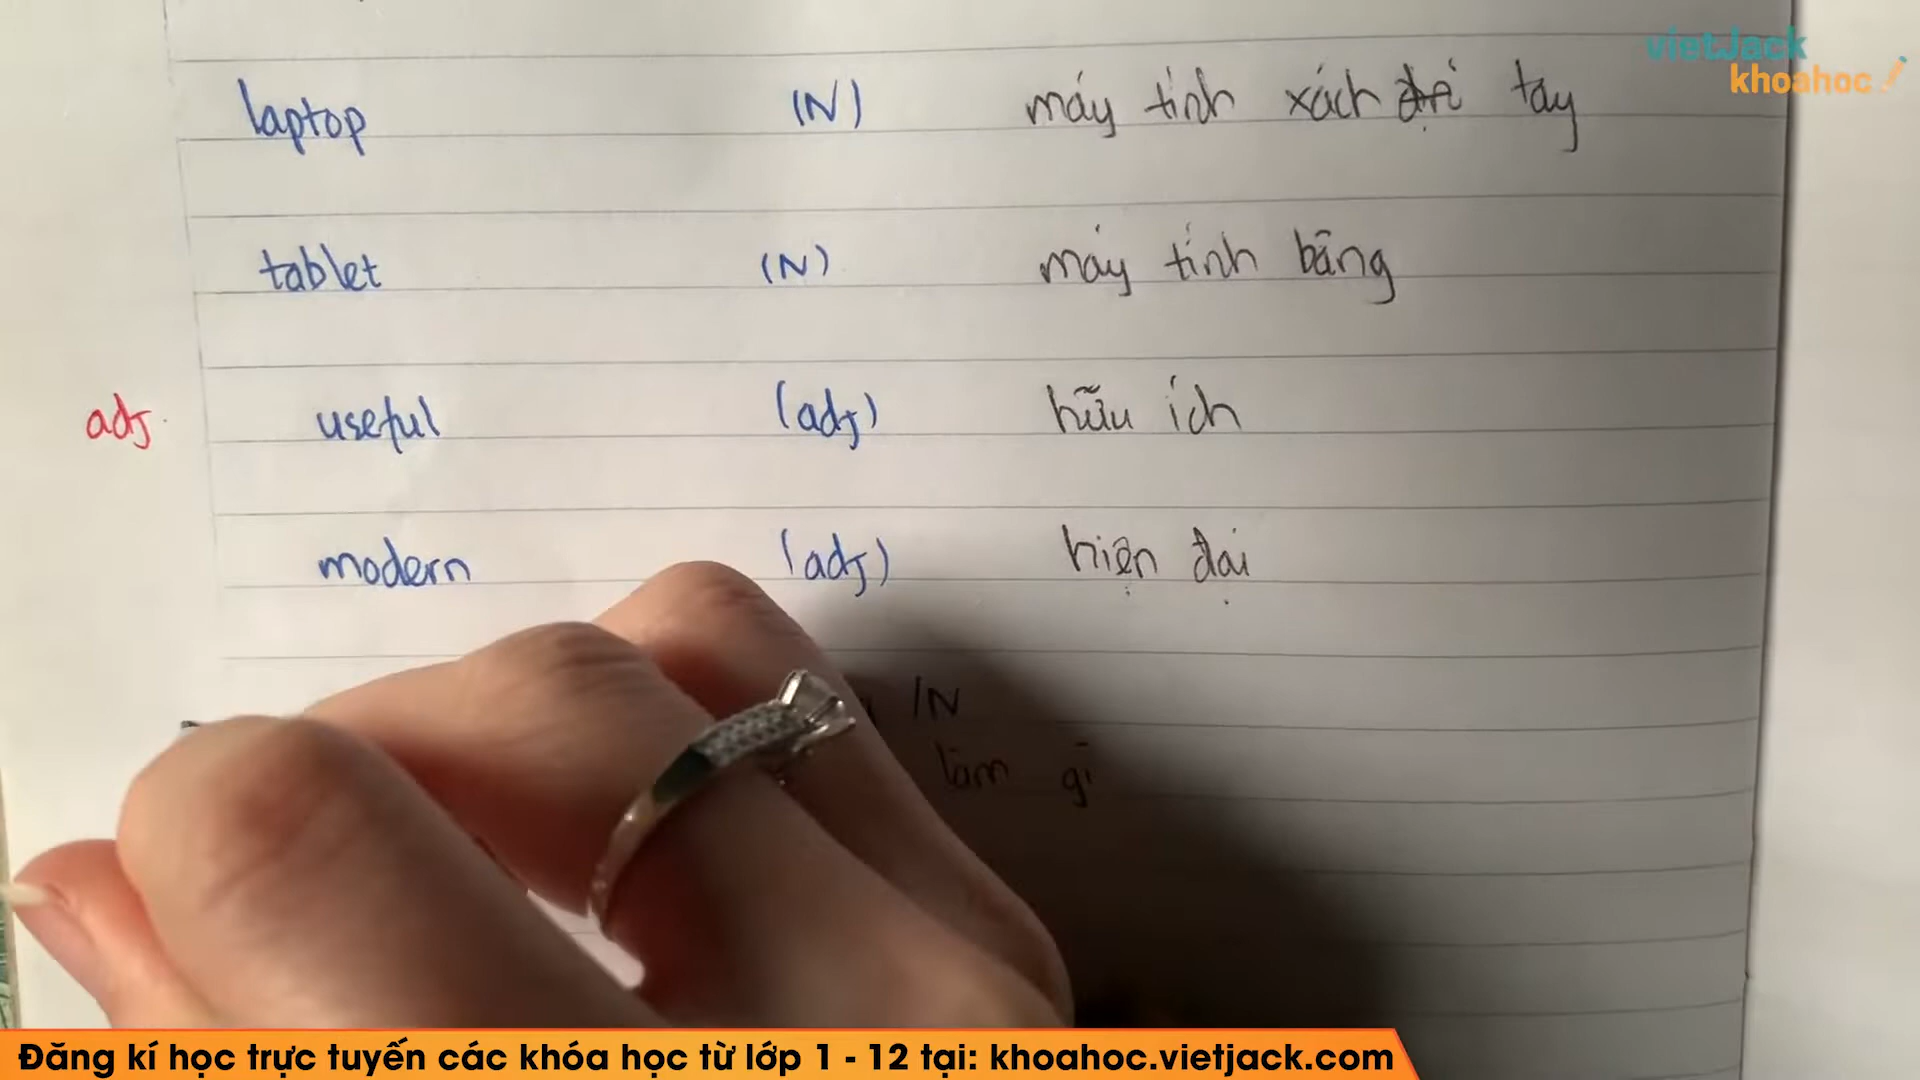 vietJack
khoahoc
laptop (N) máy tính xách tay
tablet (N) máy tính bảng
adj. useful (adj) hữu ích
modern (adj) hiện đại
IN
làm gì
Đăng kí học trực tuyến các khóa học từ lớp 1 - 12 tại: khoahoc.vietjack.com